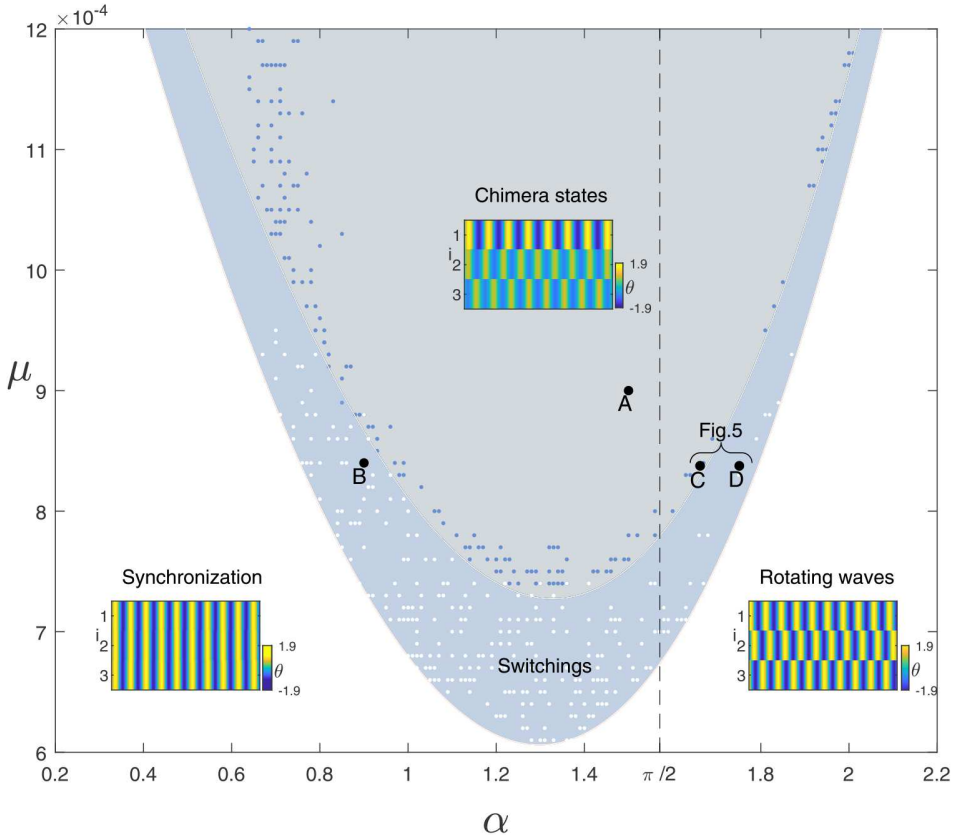 ×10⁻⁴
12
11
10
9
8
7
6
μ
Chimera states
1
i
2
3
1.9
θ
-1.9
A
Fig.5
B
C
D
Synchronization
1
i
2
3
1.9
θ
-1.9
Rotating waves
1
i
2
3
1.9
θ
-1.9
Switchings
0.2 0.4 0.6 0.8 1 1.2 1.4 π/2 1.8 2 2.2
α